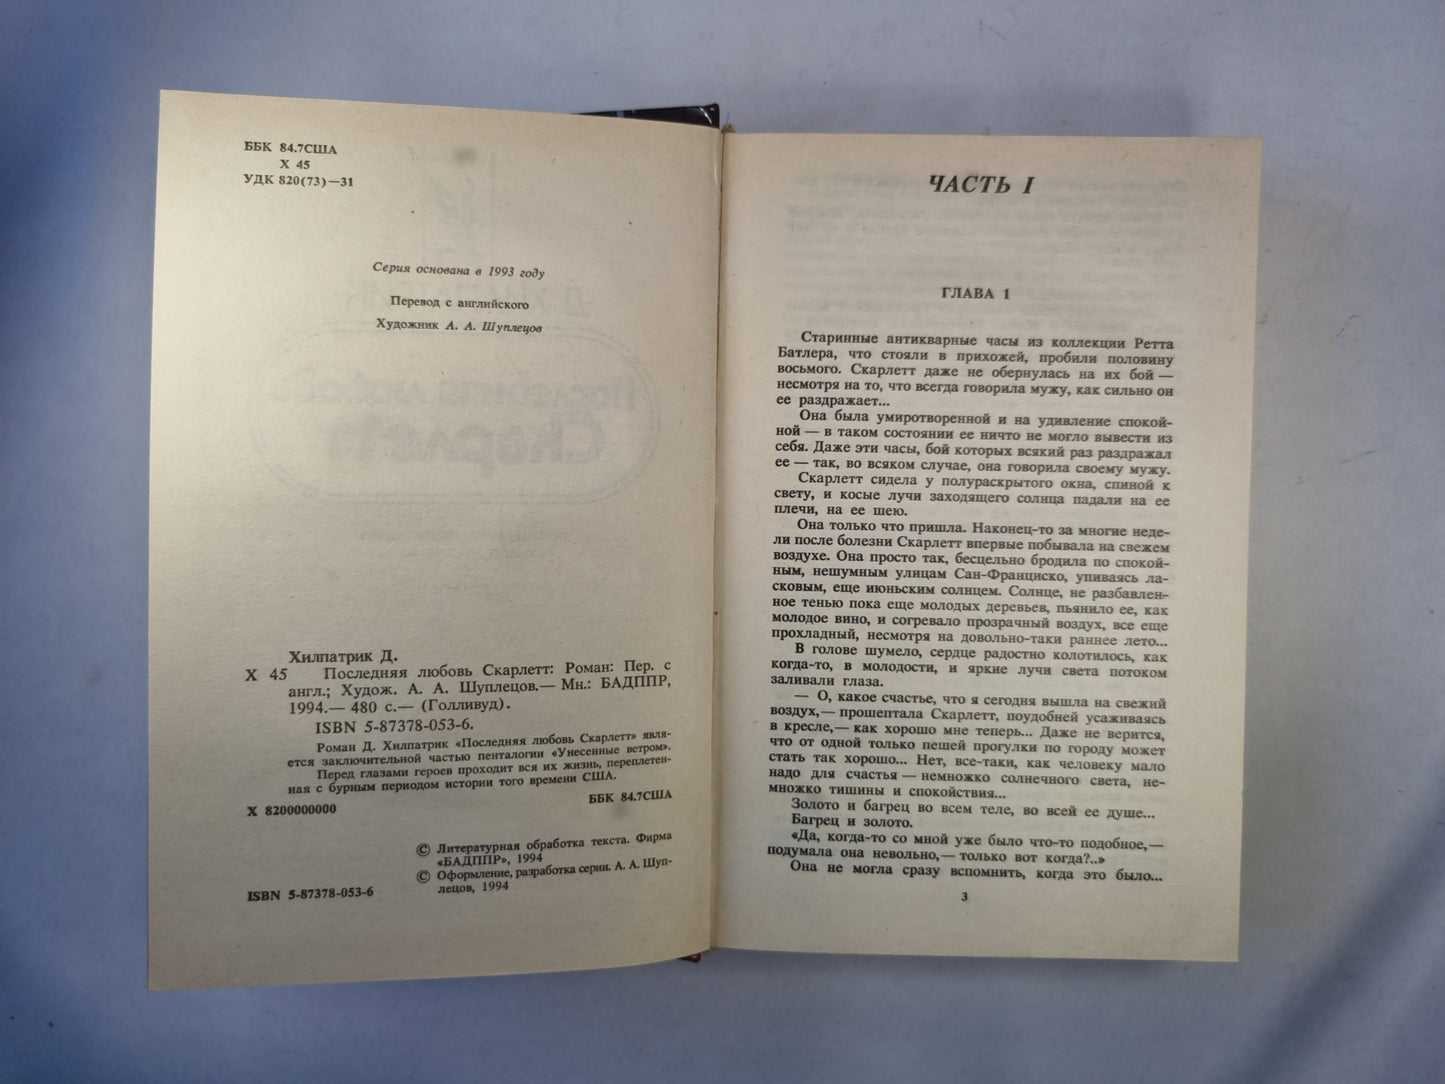 ББК 84.7США
Х 45
УДК 820(73)—31
Серия основана в 1993 году
Перевод с английского
Художник А. А. Шуплецов
Хилпатрик Д.
Х 45 Последняя любовь Скарлетт: Роман: Пер. с
англ.; Худож. А. А. Шуплецов.— Мн.: БАДППР,
1994.— 480 с.— (Голливуд).
ISBN 5-87378-053-6.
Роман Д. Хилпатрик «Последняя любовь Скарлетт» явля-
ется заключительной частью пенталогии «Унесенные ветром».
Перед глазами героев проходит вся их жизнь, переплетен-
ная с бурным периодом истории того времени США.
Х 8200000000
ББК 84.7США
© Литературная обработка текста. Фирма
«БАДППР», 1994
© Оформление, разработка серии. А. А. Шуп-
лецов, 1994
ISBN 5-87378-053-6
ЧАСТЬ I
ГЛАВА 1
Старинные антикварные часы из коллекции Ретта
Батлера, что стояли в прихожей, пробили половину
восьмого. Скарлетт даже не обернулась на их бой —
несмотря на то, что всегда говорила мужу, как сильно он
ее раздражает...
Она была умиротворенной и на удивление спокой-
ной — в таком состоянии ее ничто не могло вывести из
себя. Даже эти часы, бой которых всякий раз раздражал
ее — так, во всяком случае, она говорила своему мужу.
Скарлетт сидела у полураскрытого окна, спиной к
свету, и косые лучи заходящего солнца падали на ее
плечи, на ее шею.
Она только что пришла. Наконец-то за многие неде-
ли после болезни Скарлетт впервые побывала на свежем
воздухе. Она просто так, бесцельно бродила по спокой-
ным, нешумным улицам Сан-Франциско, упиваясь ла-
сковым, еще июньским солнцем. Солнце, не разбавлен-
ное тенью пока еще молодых деревьев, пьянило ее, как
молодое вино, и согревало прозрачный воздух, все еще
прохладный, несмотря на довольно-таки раннее лето...
В голове шумело, сердце радостно колотилось, как
когда-то, в молодости, и яркие лучи света потоком
заливали глаза.
— О, какое счастье, что я сегодня вышла на свежий
воздух,— прошептала Скарлетт, поудобней усаживаясь
в кресле,— как хорошо мне теперь... Даже не верится,
что от одной только пешей прогулки по городу может
стать так хорошо... Нет, все-таки, как человеку мало
надо для счастья — немножко солнечного света, не-
множко тишины и спокойствия...
Золото и багрец во всем теле, во всей ее душе...
Багрец и золото.
«Да, когда-то со мной уже было что-то подобное,—
подумала она невольно,— только вот когда?..»
Она не могла сразу вспомнить, когда это было...
3